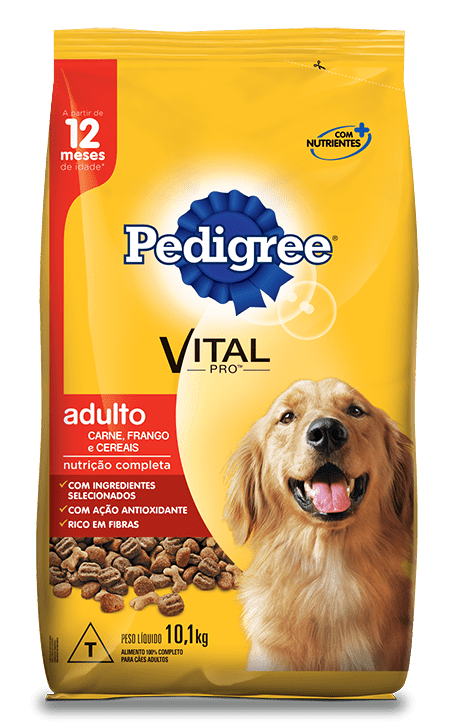 A partir de
12
meses
de idade*
COM
NUTRIENTES
Pedigree®
VITAL
PRO™
adulto
CARNE, FRANGO
e CEREAIS
nutrição completa
COM INGREDIENTES
SELECIONADOS
COM AÇÃO ANTIOXIDANTE
RICO EM FIBRAS
T
PESO LÍQUIDO 10,1kg
ALIMENTO 100% COMPLETO
PARA CÃES ADULTOS